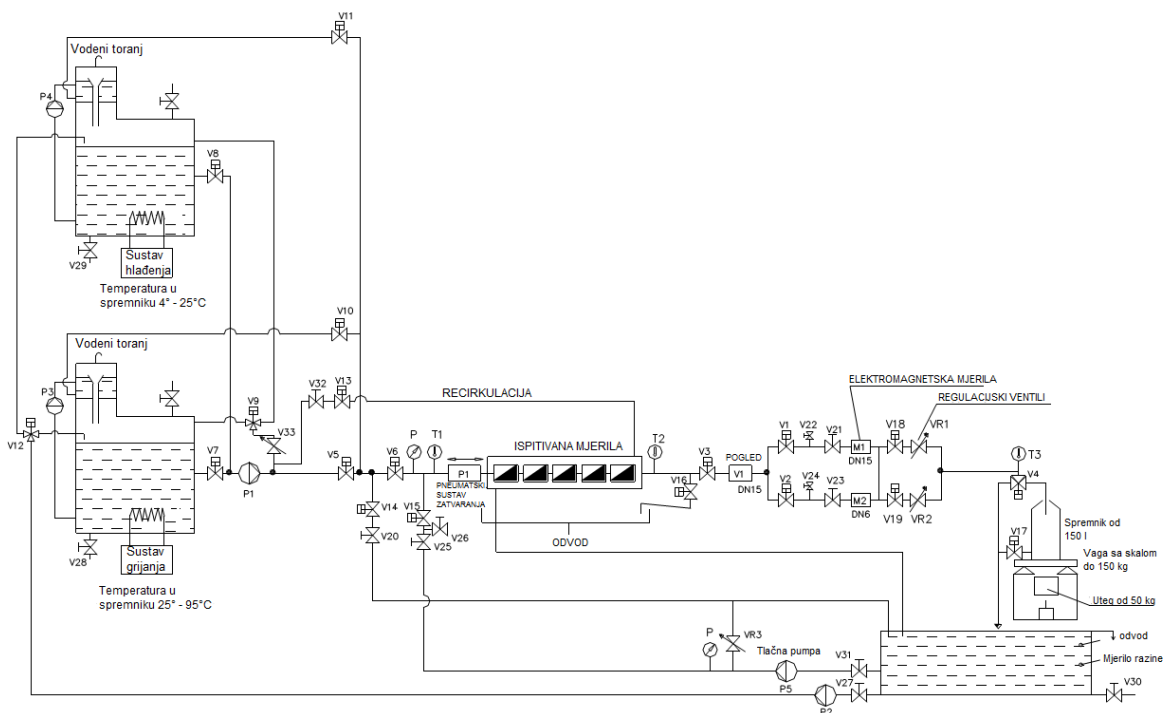 V11
Vodeni toranj
P4
V8
V29
Sustav
hlađenja
Temperatura u
spremniku 4° - 25°C
V10
Vodeni toranj
P3
V12
V9
V33
V32
V13
RECIRKULACIJA
V7
P1
V5
V6
P
T1
P1
PNEUMATSKI
SUSTAV
ZATVARANJA
ISPITIVANA MJERILA
T2
V16
V3
POGLED
V1
DN15
ELEKTROMAGNETSKA MJERILA
REGULACIJSKI VENTILI
V1
V22
V21
M1
DN15
V18
VR1
V2
V24
V23
M2
DN6
V19
VR2
T3
V4
V14
V20
V15
V25
V26
ODVOD
V17
Spremnik od
150 l
Vaga sa skalom
do 150 kg
Uteg od 50 kg
V28
Sustav
grijanja
Temperatura u
spremniku 25° - 95°C
P
VR3
Tlačna pumpa
P5
V31
odvod
Mjerilo razine
P2
V27
V30